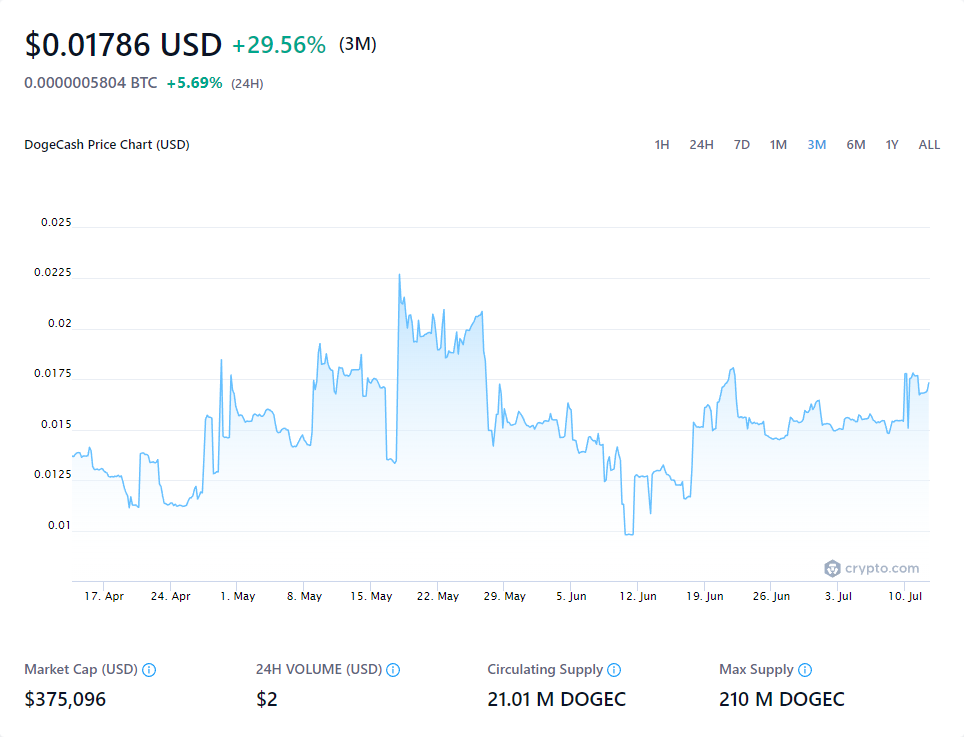 $0.01786 USD +29.56% (3M)
0.0000005804 BTC +5.69% (24H)
DogeCash Price Chart (USD) 1H 24H 7D 1M 3M 6M 1Y ALL
0.025
0.0225
0.02
0.0175
0.015
0.0125
0.01
crypto.com
17. Apr 24. Apr 1. May 8. May 15. May 22. May 29. May 5. Jun 12. Jun 19. Jun 26. Jun 3. Jul 10. Jul
Market Cap (USD) 24H VOLUME (USD) Circulating Supply Max Supply
$375,096 $2 21.01 M DOGEC 210 M DOGEC